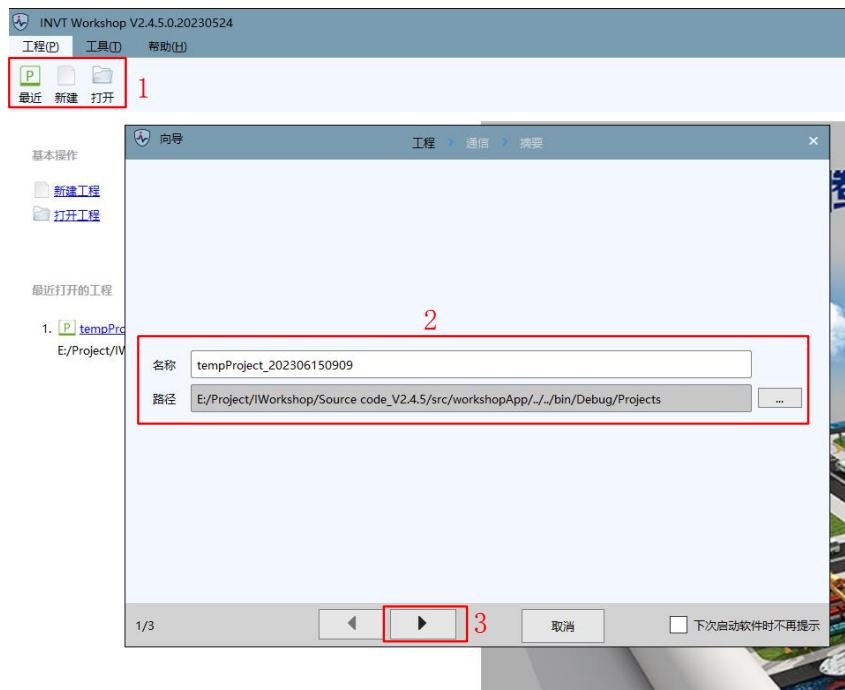 INVT Workshop V2.4.5.0.20230524
工程(P) 工具(T) 帮助(H)
P
最近 新建 打开
1
向导
工程 通信 摘要
基本操作
新建工程
打开工程
最近打开的工程
1. P tempPro
E:/Project/IW
2
名称 tempProject_202306150909
路径 E:/Project/IWorkshop/Source code_V2.4.5/src/workshopApp/../../bin/Debug/Projects ...
1/3
3
取消
下次启动软件时不再提示